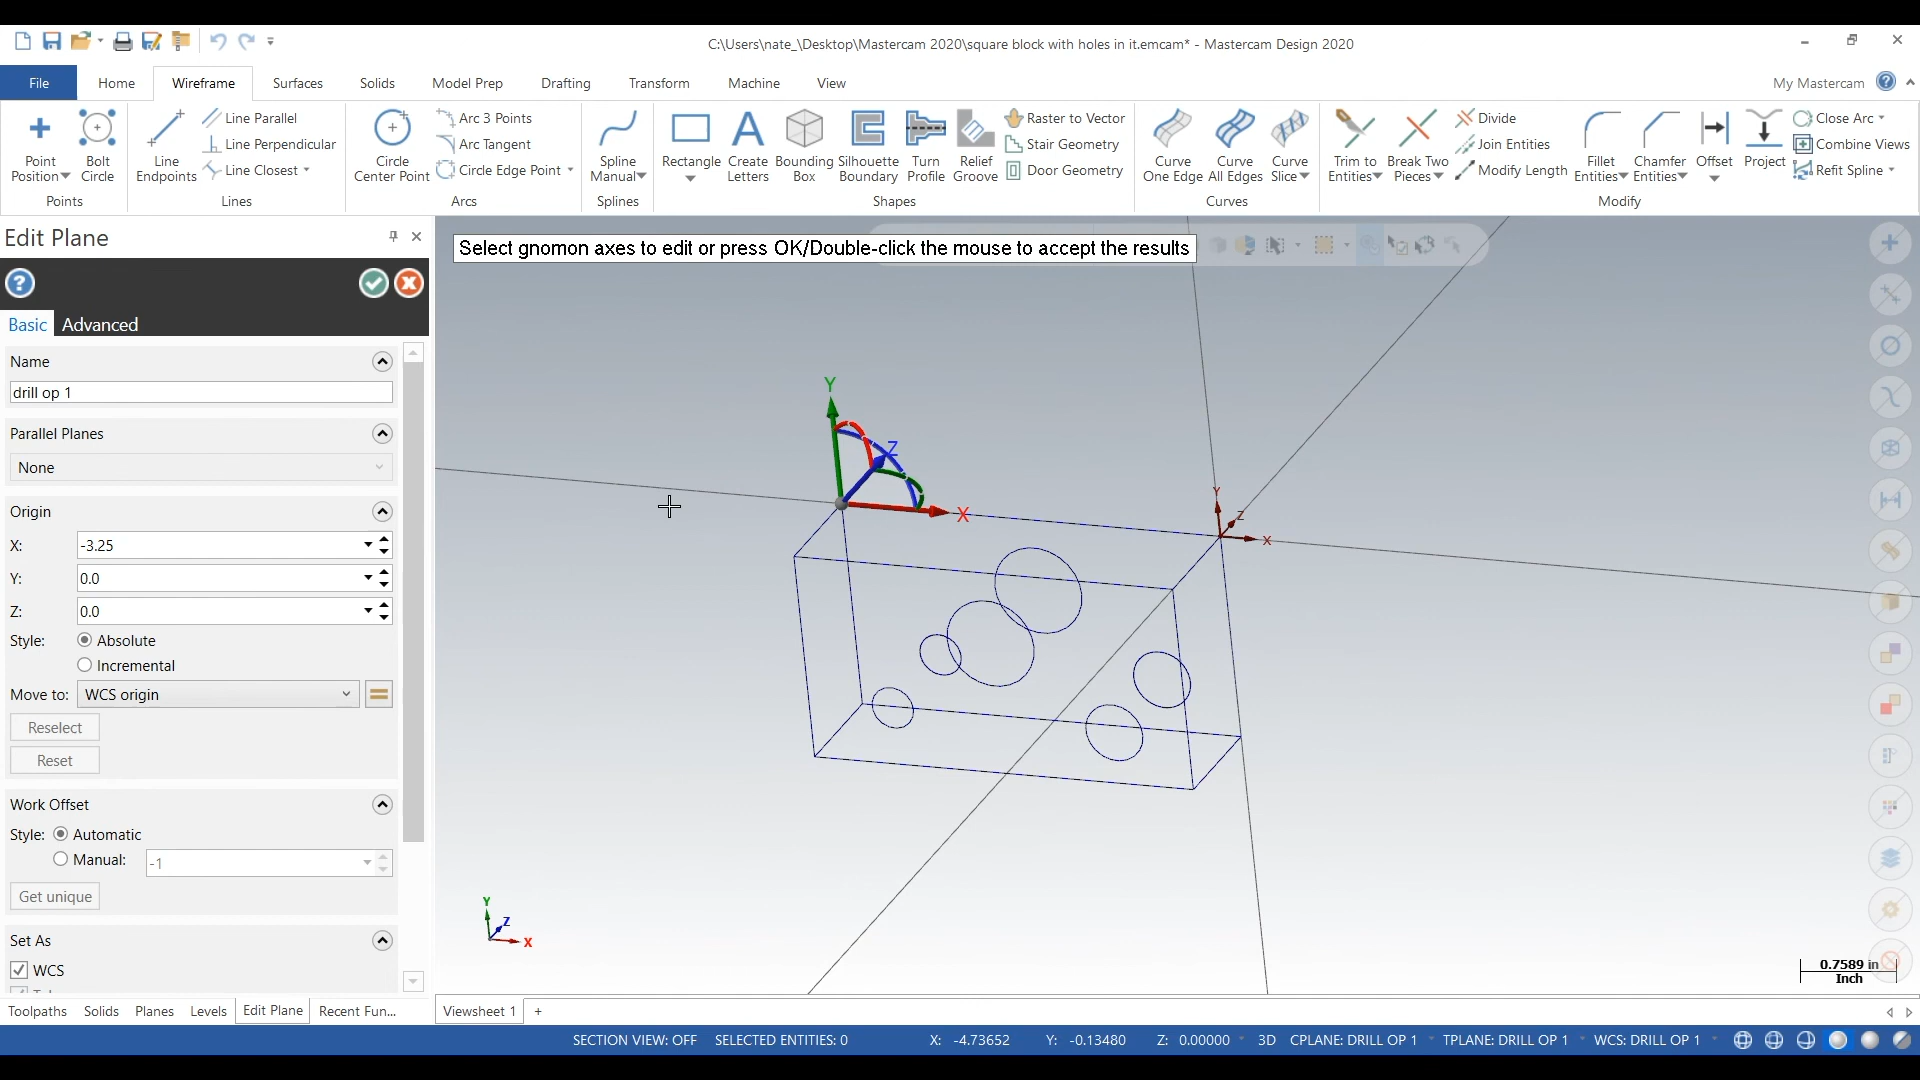 C:\Users\nate_\Desktop\Mastercam 2020\square block with holes in it.emcam* - Mastercam Design 2020
File Home Wireframe Surfaces Solids Model Prep Drafting Transform Machine View My Mastercam
Point Position
Bolt Circle
Points
Line Endpoints
Line Parallel
Line Perpendicular
Line Closest
Lines
Circle Center Point
Arc 3 Points
Arc Tangent
Circle Edge Point
Arcs
Spline Manual
Splines
Rectangle
Create Letters
Bounding Box
Silhouette Boundary
Turn Profile
Relief Groove
Raster to Vector
Stair Geometry
Door Geometry
Shapes
Curve One Edge
Curve All Edges
Curve Slice
Curves
Trim to Entities
Break Two Pieces
Divide
Join Entities
Modify Length
Fillet Entities
Chamfer Entities
Offset
Project
Close Arc
Combine Views
Refit Spline
Modify
Edit Plane
Basic Advanced
Name
drill op 1
Parallel Planes
None
Origin
X: -3.25
Y: 0.0
Z: 0.0
Style: Absolute
Incremental
Move to: WCS origin
Reselect
Reset
Work Offset
Style: Automatic
Manual: -1
Get unique
Set As
WCS
Select gnomon axes to edit or press OK/Double-click the mouse to accept the results
Y
Z
X
Y
Z
X
Y
Z
X
0.7589 in
Inch
Toolpaths Solids Planes Levels Edit Plane Recent Fun... Viewsheet 1 +
SECTION VIEW: OFF SELECTED ENTITIES: 0 X: -4.73652 Y: -0.13480 Z: 0.00000 3D CPLANE: DRILL OP 1 TPLANE: DRILL OP 1 WCS: DRILL OP 1